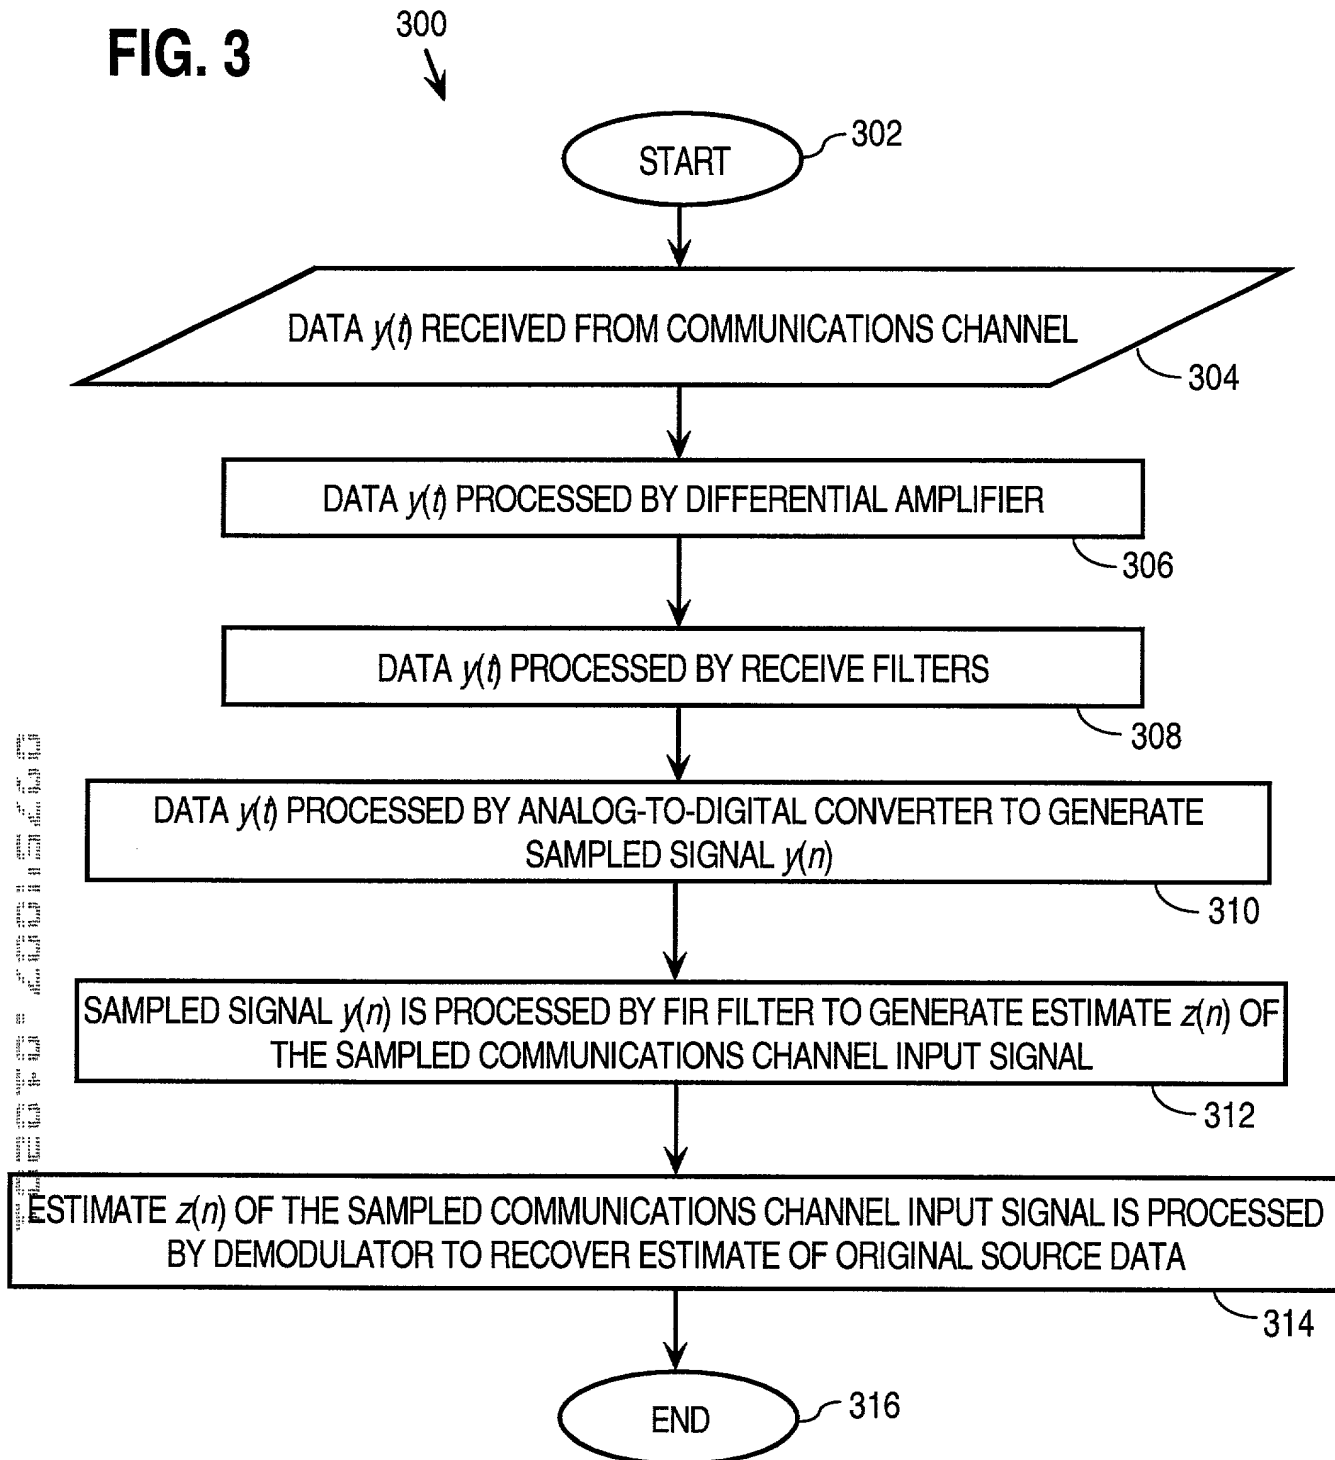 FIG. 3
300
START
302
DATA y(t) RECEIVED FROM COMMUNICATIONS CHANNEL
304
DATA y(t) PROCESSED BY DIFFERENTIAL AMPLIFIER
306
DATA y(t) PROCESSED BY RECEIVE FILTERS
308
DATA y(t) PROCESSED BY ANALOG-TO-DIGITAL CONVERTER TO GENERATE
SAMPLED SIGNAL y(n)
310
SAMPLED SIGNAL y(n) IS PROCESSED BY FIR FILTER TO GENERATE ESTIMATE z(n) OF
THE SAMPLED COMMUNICATIONS CHANNEL INPUT SIGNAL
312
ESTIMATE z(n) OF THE SAMPLED COMMUNICATIONS CHANNEL INPUT SIGNAL IS PROCESSED
BY DEMODULATOR TO RECOVER ESTIMATE OF ORIGINAL SOURCE DATA
314
END
316